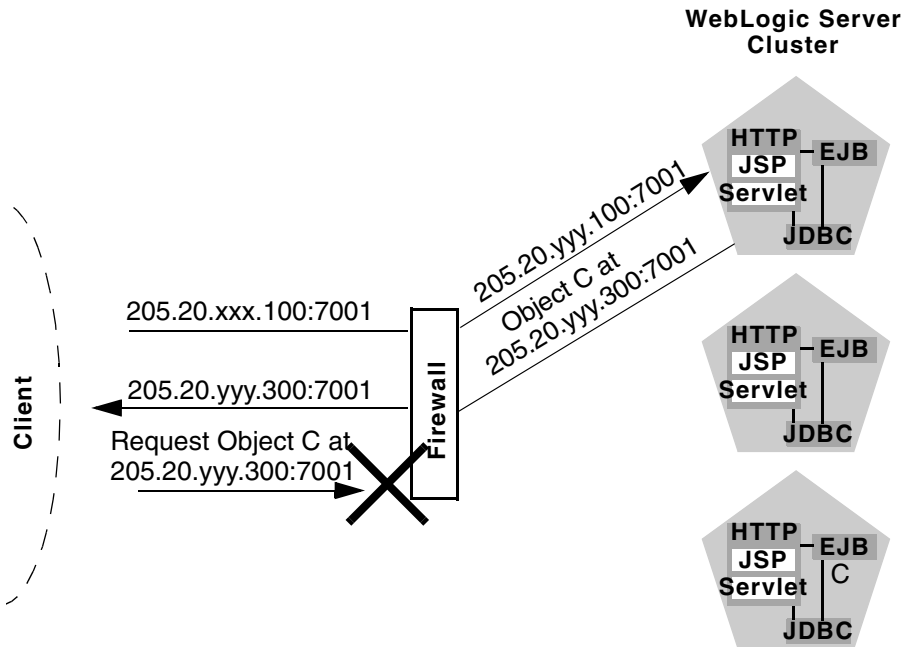 WebLogic Server
Cluster
HTTP
JSP
Servlet
EJB
JDBC
205.20.yyy.100:7001
Object C at
205.20.yyy.300:7001
205.20.xxx.100:7001
205.20.yyy.300:7001
Request Object C at
205.20.yyy.300:7001
Client
Firewall
HTTP
JSP
Servlet
EJB
JDBC
HTTP
JSP
Servlet
EJB
C
JDBC